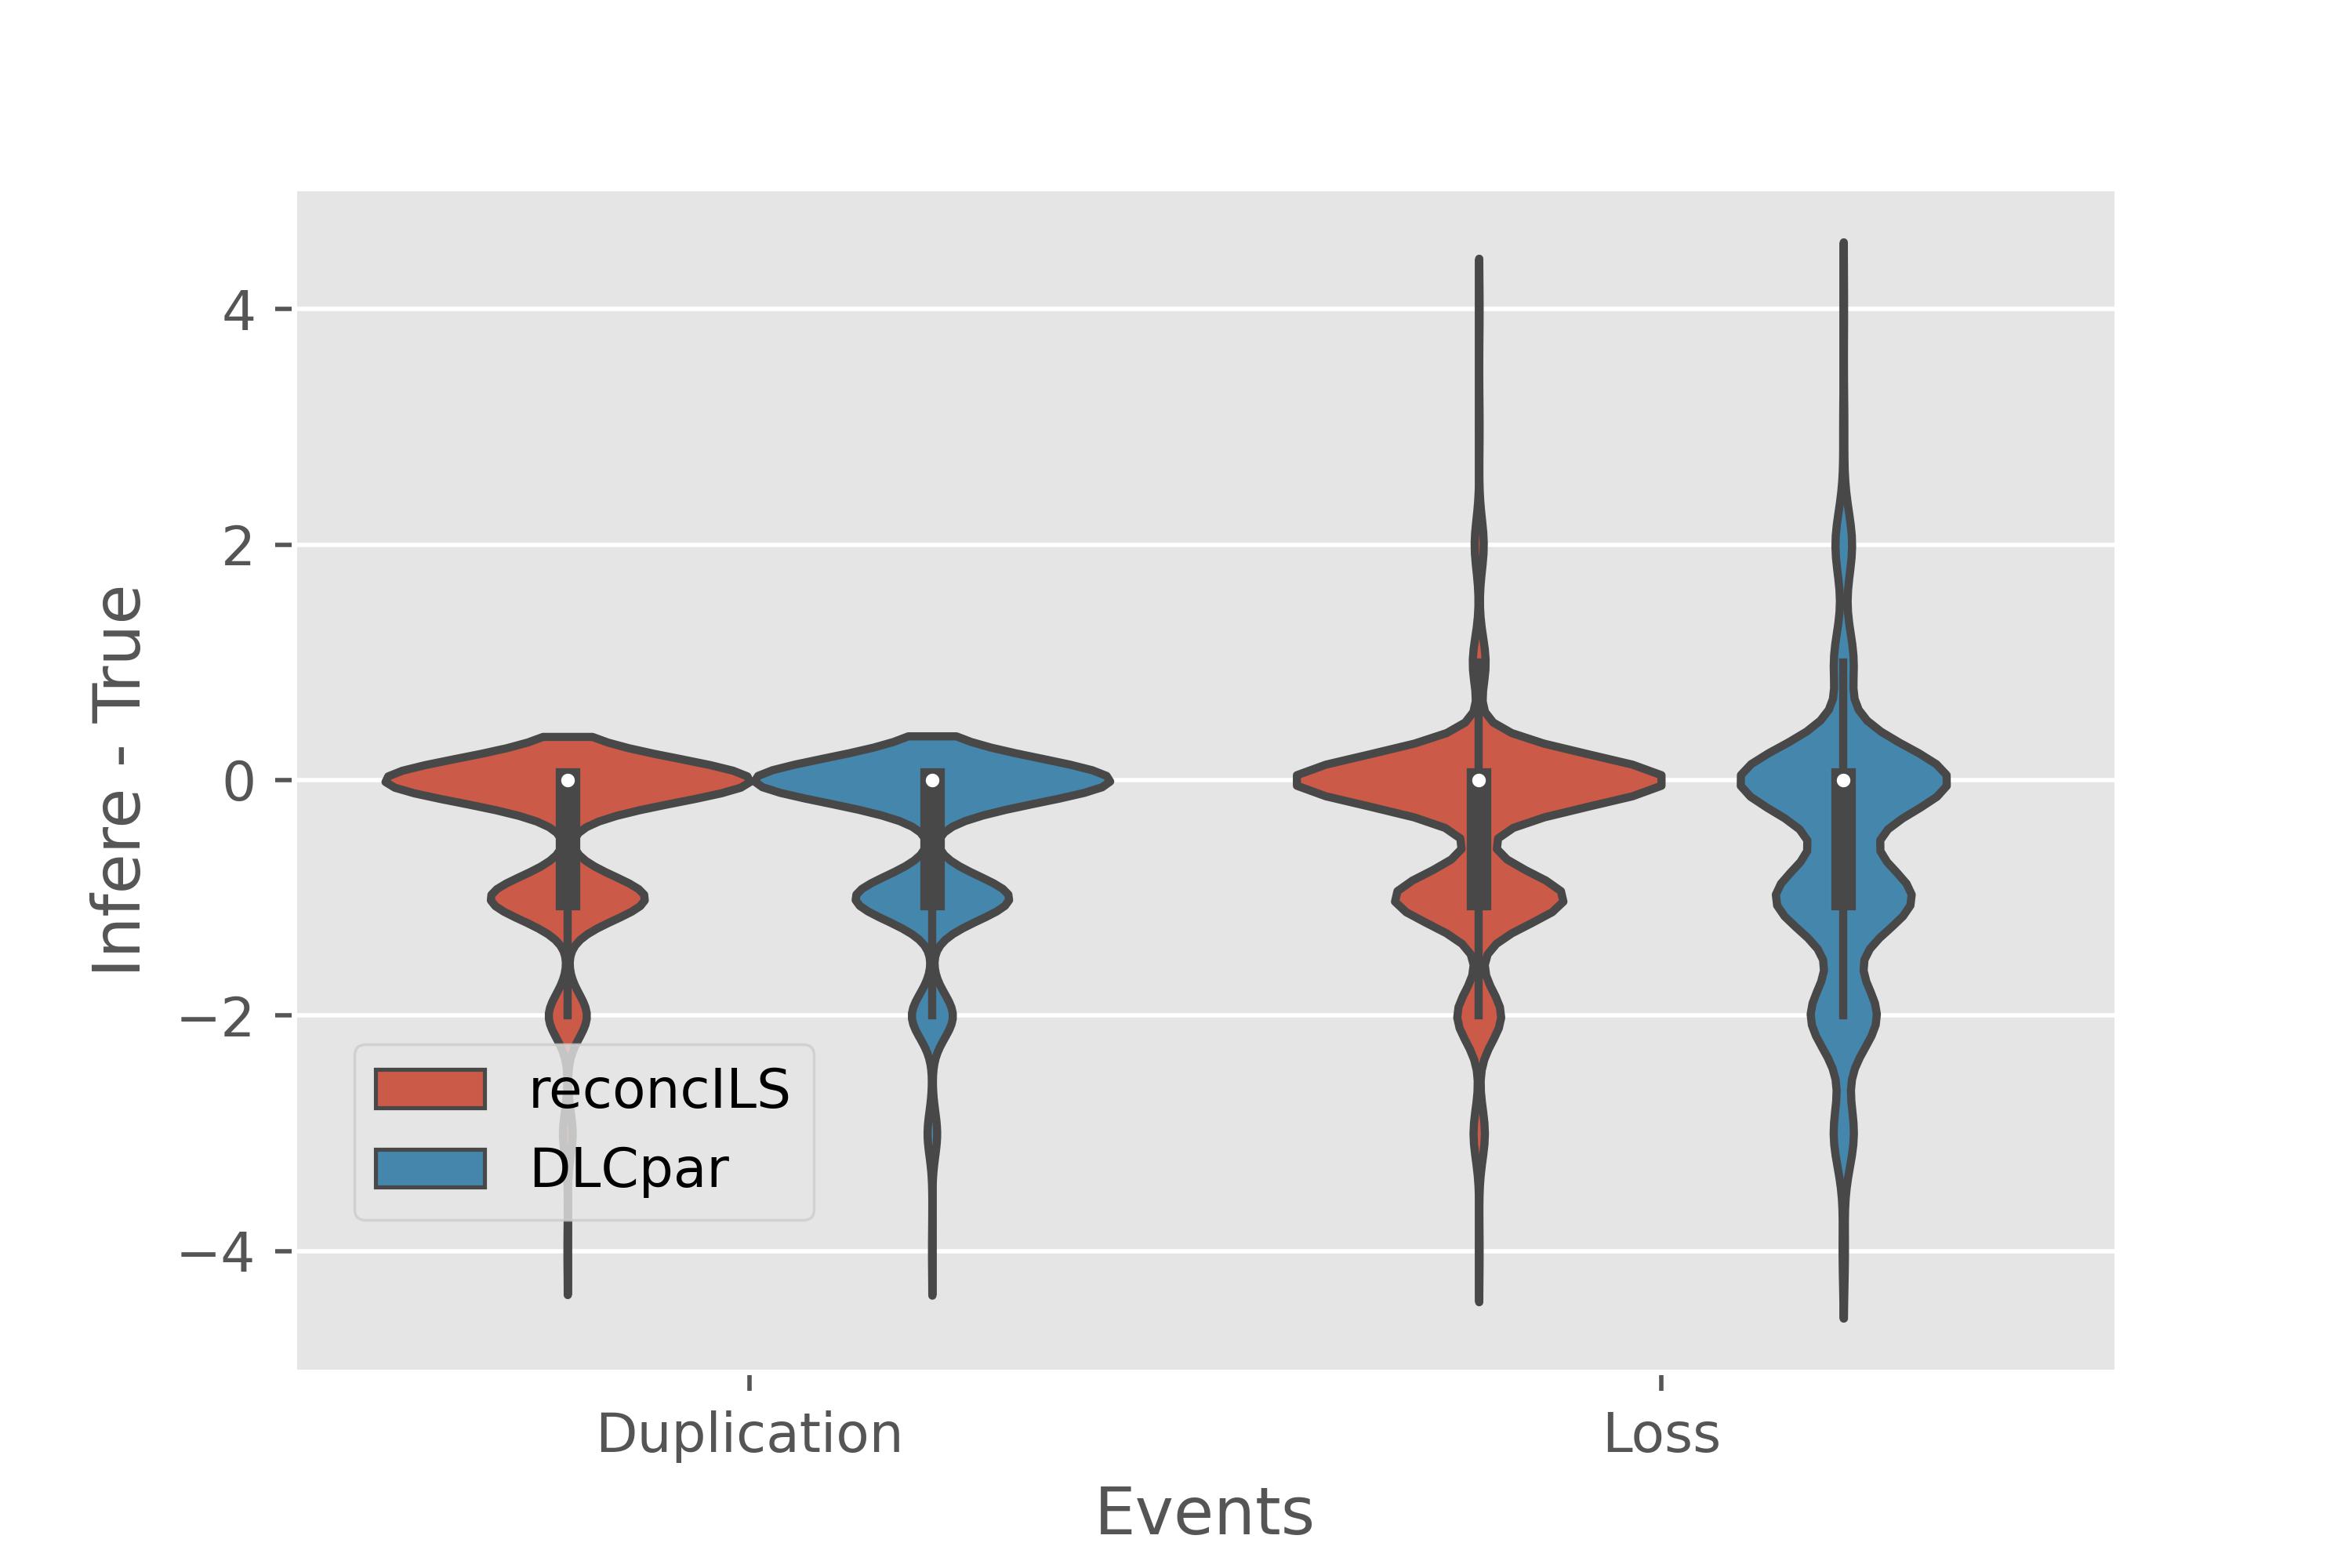 Infere - True
4
2
0
−2
−4
reconcILS
DLCpar
Duplication
Loss
Events